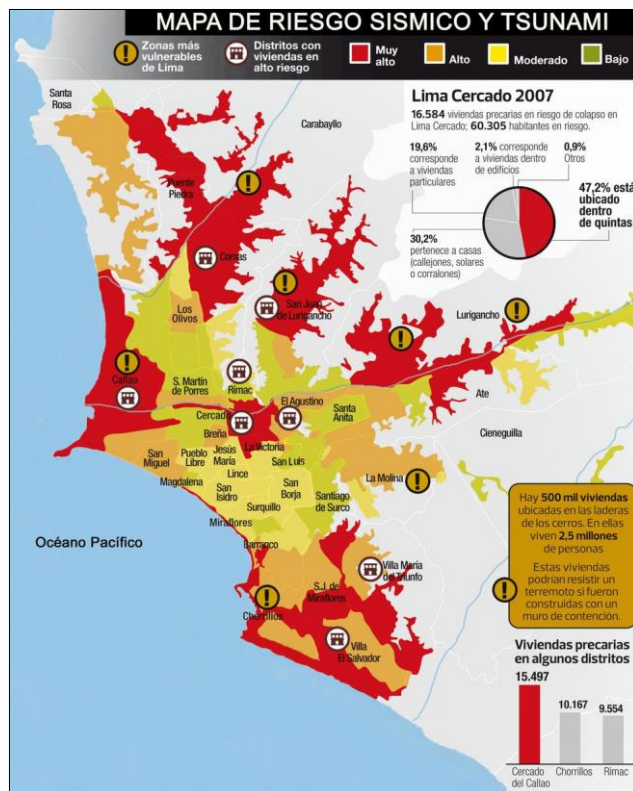 MAPA DE RIESGO SISMICO Y TSUNAMI
Zonas más
vulnerables
de Lima
Distritos con
viviendas en
alto riesgo
Muy
alto
Alto
Moderado
Bajo
Lima Cercado 2007
16.584 viviendas precarias en riesgo de colapso en
Lima Cercado; 60.305 habitantes en riesgo.
19,6%
corresponde
a viviendas
particulares
2,1% corresponde
a viviendas dentro
de edificios
0,9%
Otros
47,2% está
ubicado
dentro
de quintas
30,2%
pertenece a casas
(callejones, solares
o corralones)
Santa
Rosa
Carabayllo
Puente
Piedra
Comas
San Juan
de Lurigancho
Los Olivos
Lurigancho
Callao
S. Martín
de Porres
Rimac
Cercado
El Agustino
Santa
Anita
Ate
Cieneguilla
Breña
La Victoria
San
Miguel
Pueblo
Libre
Jesús
María
San Luis
Lince
Magdalena
San
Isidro
San
Borja
La Molina
Surquillo
Santiago
de Surco
Miraflores
Barranco
Océano Pacífico
Villa María
del Triunfo
S.J. de
Miraflores
Chorrillos
Villa
El Salvador
Hay 500 mil viviendas
ubicadas en las laderas
de los cerros. En ellas
viven 2,5 millones
de personas
Estas viviendas
podrían resistir un
terremoto si fueron
construidas con un
muro de contención.
Viviendas precarias
en algunos distritos
15.497
10.167
9.554
Cercado
del Callao
Chorrillos
Rimac